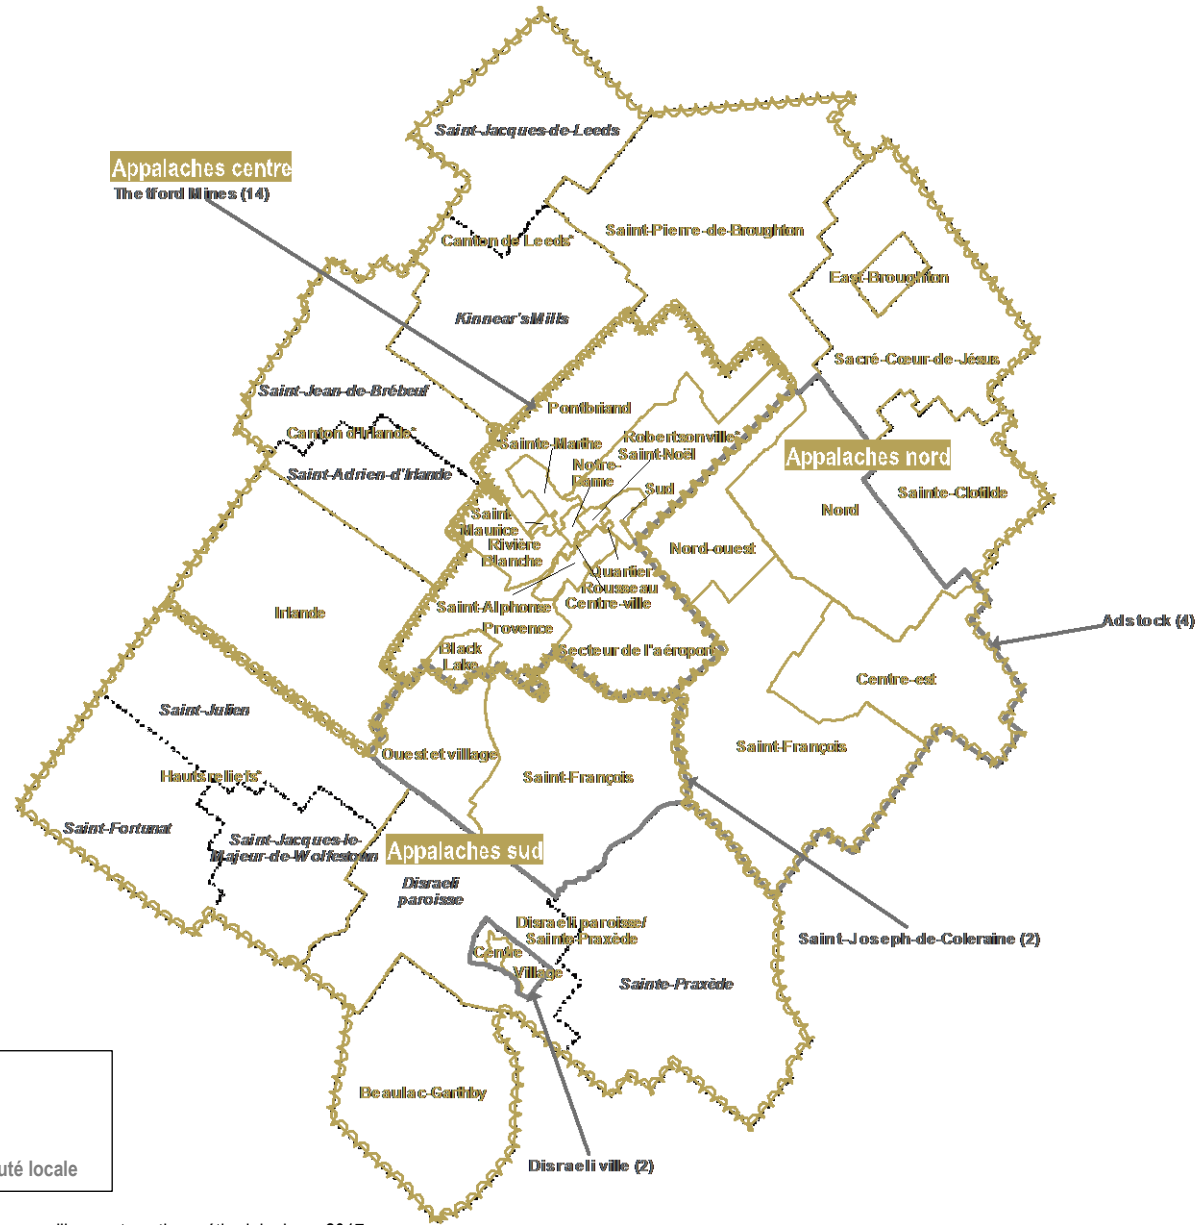 Saint-Jacques-de-Leeds
Appalaches centre
Thetford Mines (14)
Saint-Pierre-de-Broughton
Canton de Leeds*
East-Broughton
Kinnear's Mills
Sacré-Cœur-de-Jésus
Saint-Jean-de-Brébeuf
Pontbriand
Canton d'Irlande*
Sainte-Marthe
Robertsonville*
Saint-Noël
Appalaches nord
Saint-Adrien-d'Irlande
Notre-
Dame
Sud
Sainte-Clotilde
Nord
Saint
Maurice
Rivière
Blanche
Nord-ouest
Quartier
Rousseau
Saint-Alphonse
Centre-ville
Irlande
Provence
Adstock (4)
Black
Lake
Secteur de l'aéroport
Centre-est
Saint-Julien
Ouest et village
Saint-François
Saint-François
Hauts reliefs*
Saint-Fortunat
Saint-Jacques-le-
Majeur-de-Wolfestown
Appalaches sud
Disraeli
paroisse
Disraeli paroisse/
Sainte-Praxède
Centre
Village
Saint-Joseph-de-Coleraine (2)
Sainte-Praxède
Beaulac-Garthby
Disraeli ville (2)
uté locale